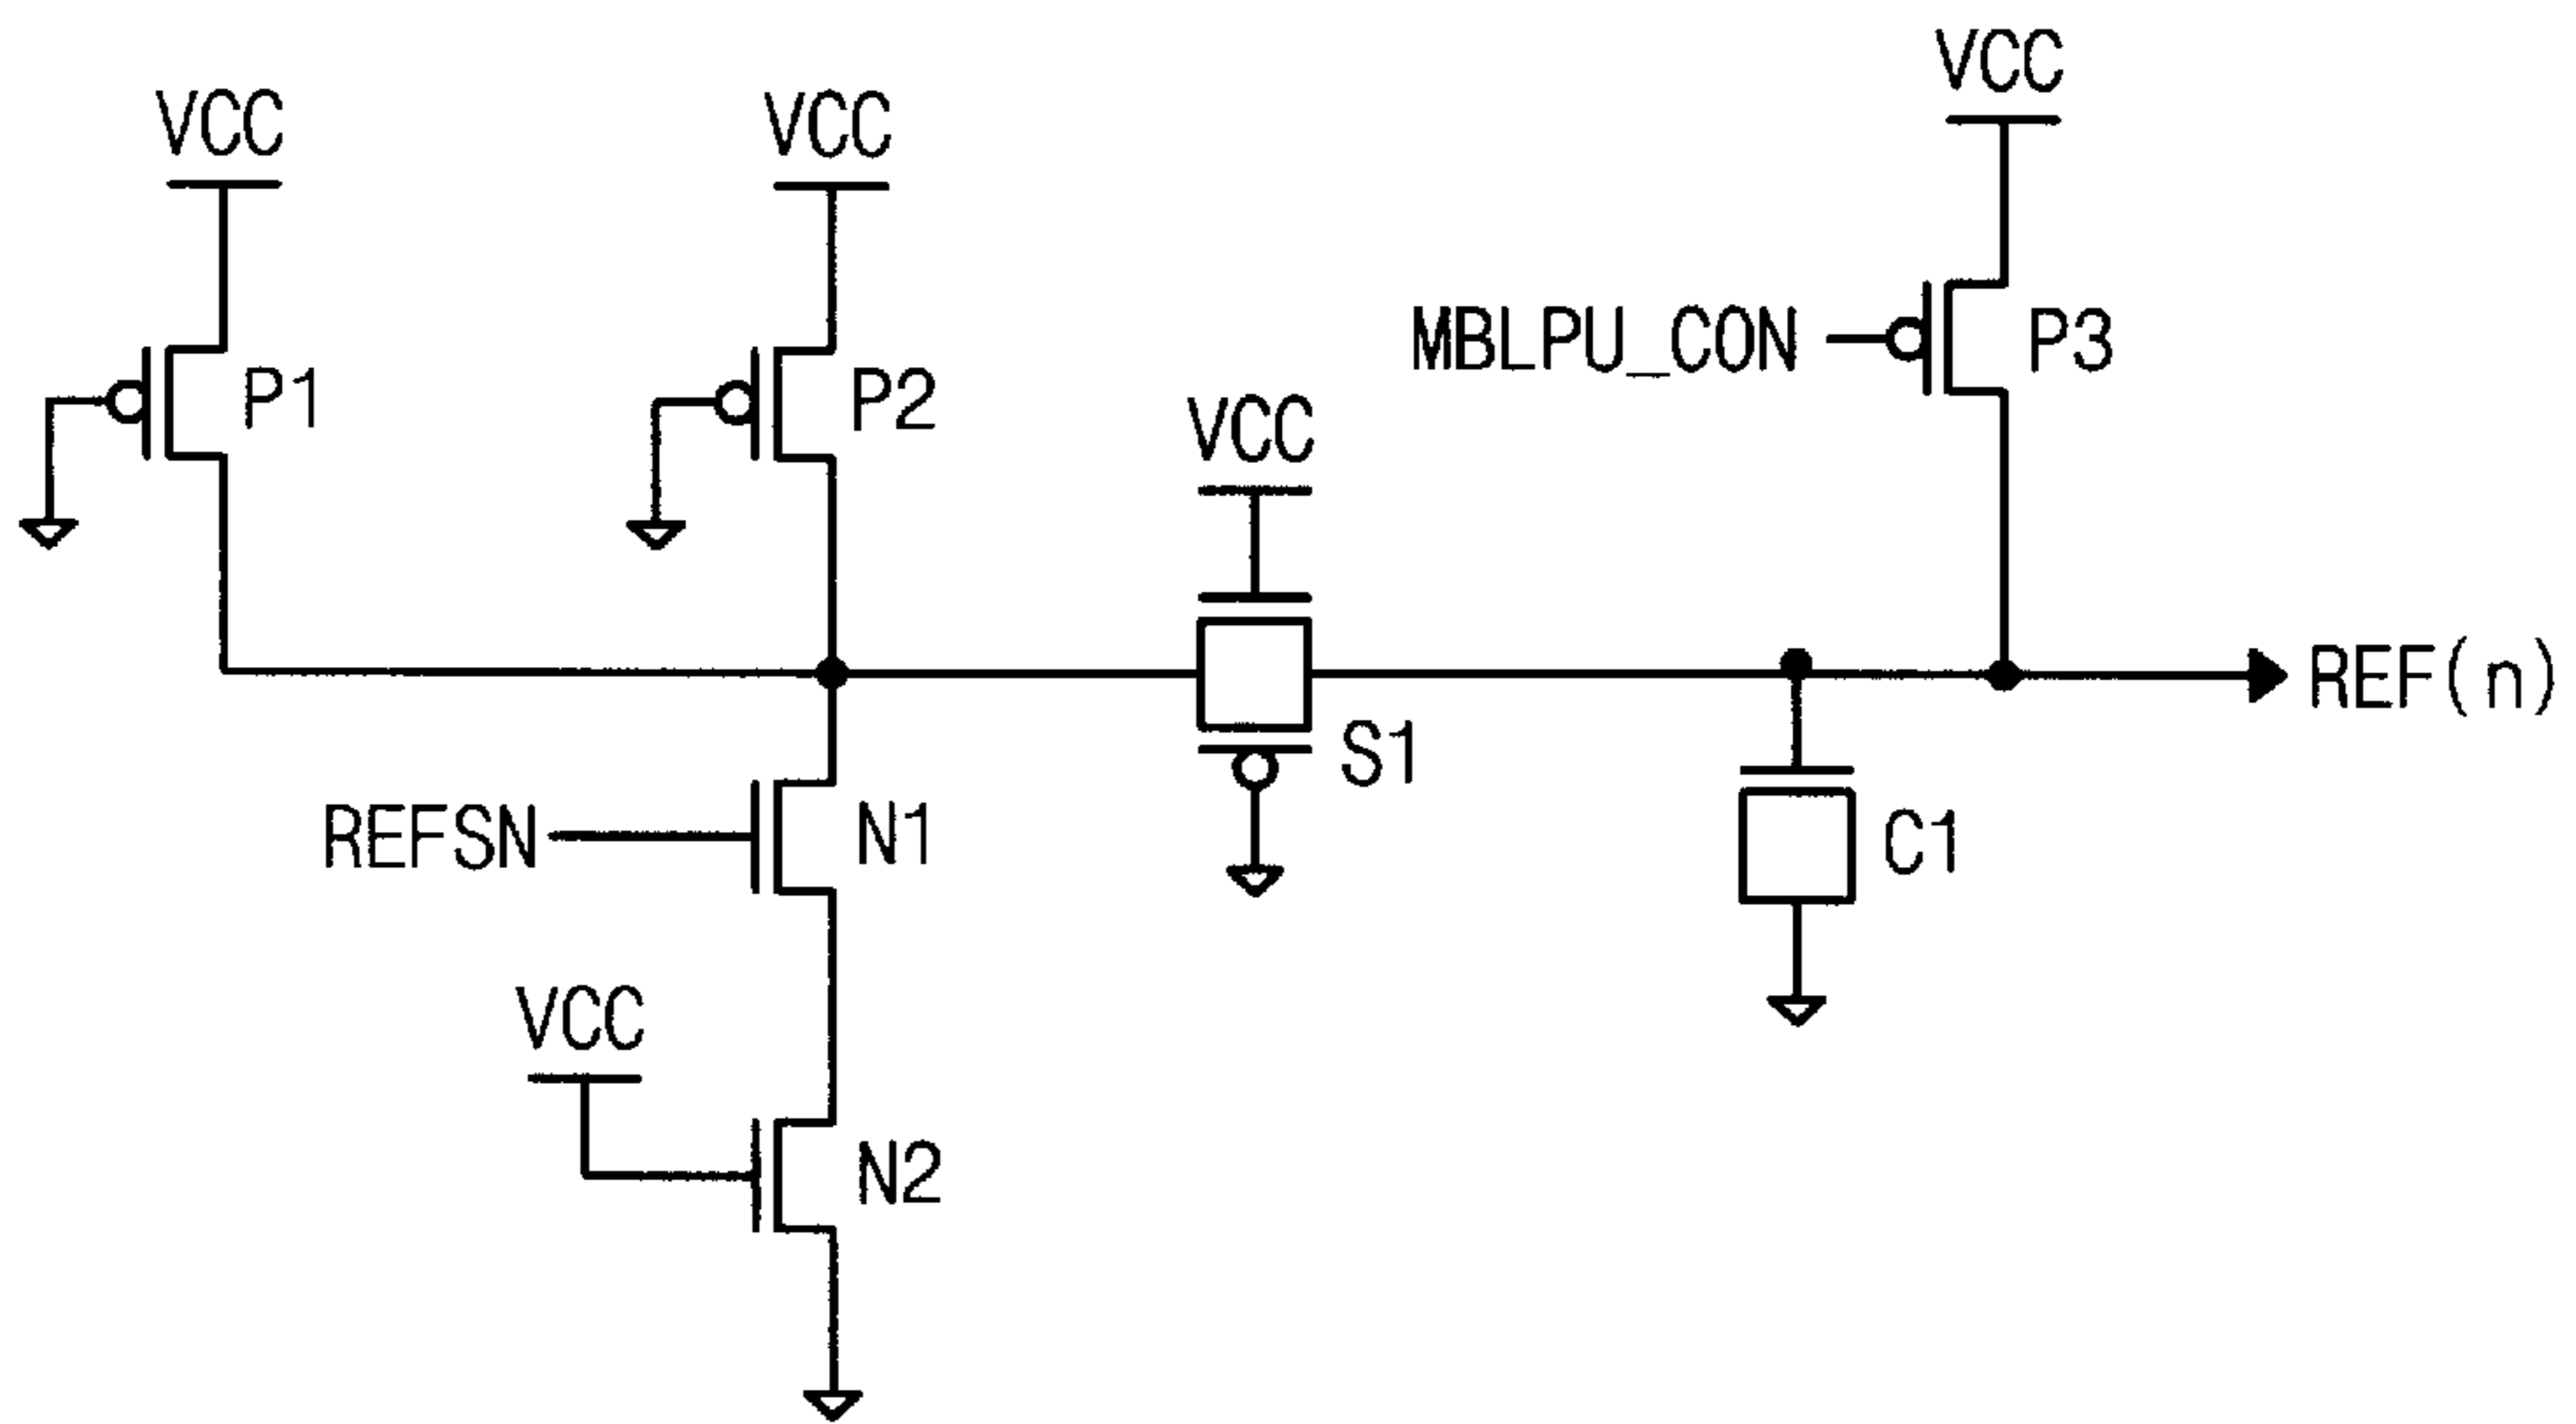 VCC
VCC
VCC
P1
P2
MBLPU_CON
P3
VCC
REF(n)
S1
REFSN
N1
C1
VCC
N2